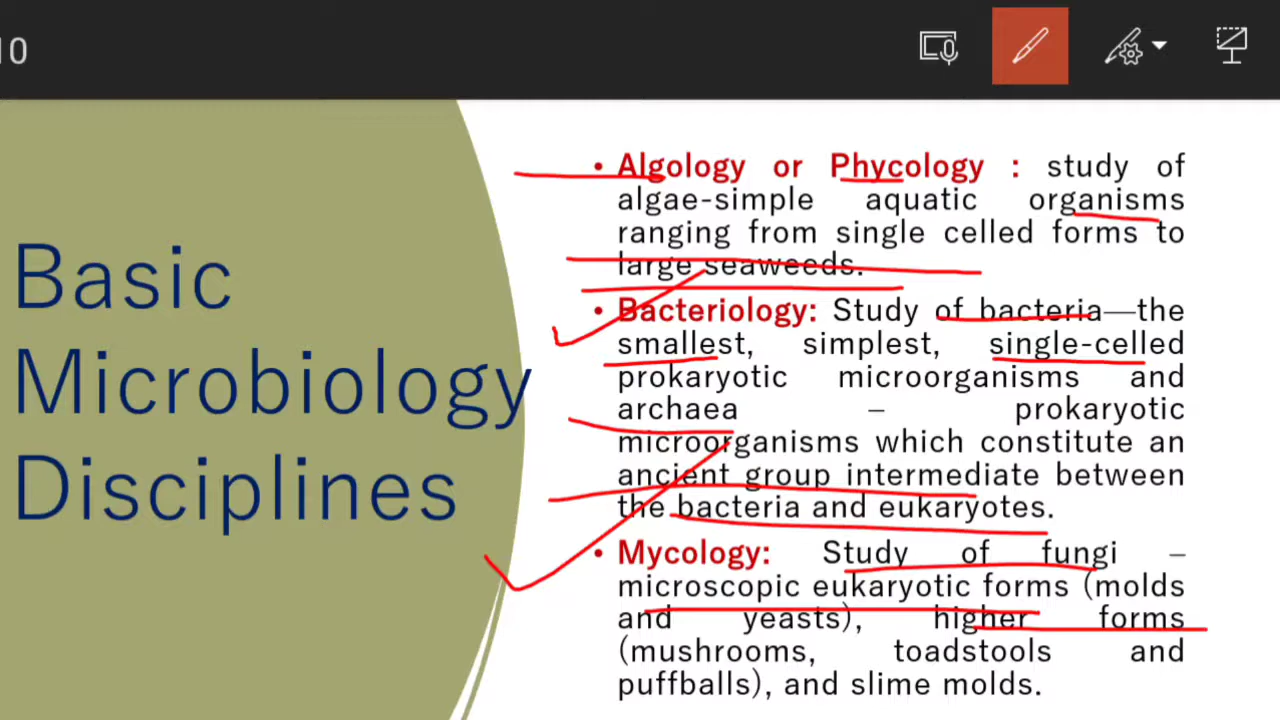 10
Basic
Microbiology
Disciplines
• Algology or Phycology : study of
algae-simple aquatic organisms
ranging from single celled forms to
large seaweeds.
• Bacteriology: Study of bacteria—the
smallest, simplest, single-celled
prokaryotic microorganisms and
archaea – prokaryotic
microorganisms which constitute an
ancient group intermediate between
the bacteria and eukaryotes.
• Mycology: Study of fungi –
microscopic eukaryotic forms (molds
and yeasts), higher forms
(mushrooms, toadstools and
puffballs), and slime molds.